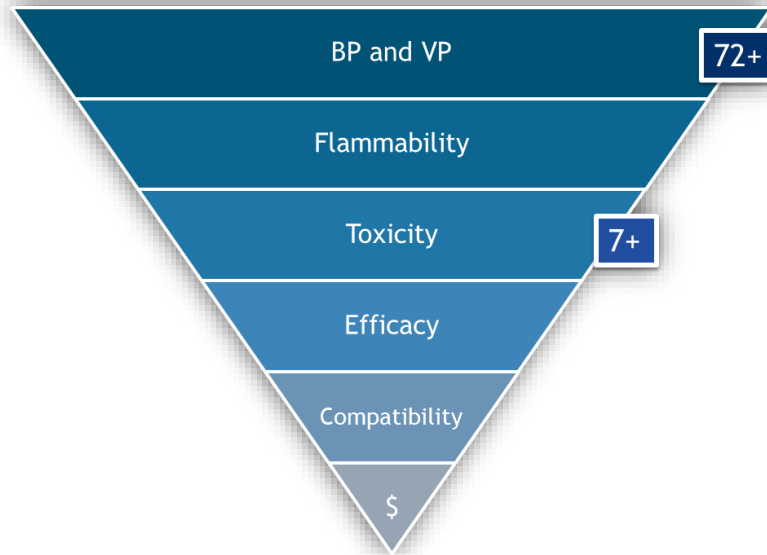 BP and VP
72+
Flammability
Toxicity
7+
Efficacy
Compatibility
$